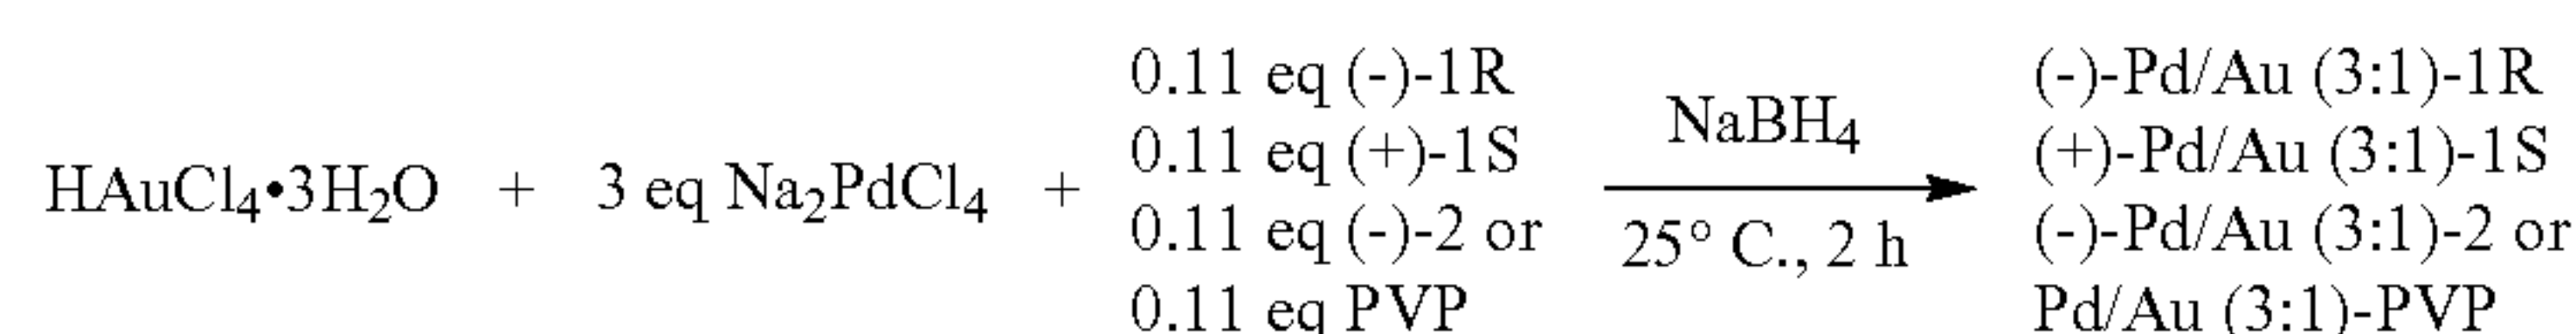 HAuCl₄•3H₂O + 3 eq Na₂PdCl₄ +
0.11 eq (-)-1R
0.11 eq (+)-1S
0.11 eq (-)-2 or
0.11 eq PVP
NaBH₄
25° C., 2 h
(-)-Pd/Au (3:1)-1R
(+)-Pd/Au (3:1)-1S
(-)-Pd/Au (3:1)-2 or
Pd/Au (3:1)-PVP